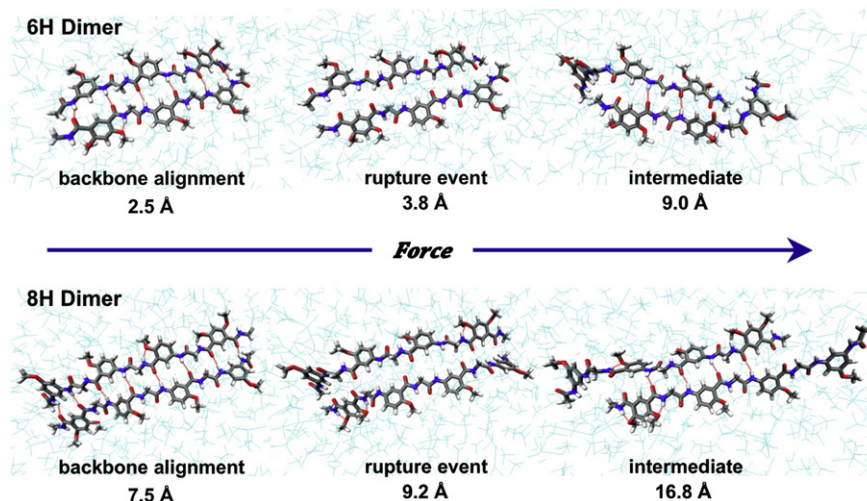 6H Dimer
backbone alignment
2.5 Å
rupture event
3.8 Å
intermediate
9.0 Å
Force
8H Dimer
backbone alignment
7.5 Å
rupture event
9.2 Å
intermediate
16.8 Å